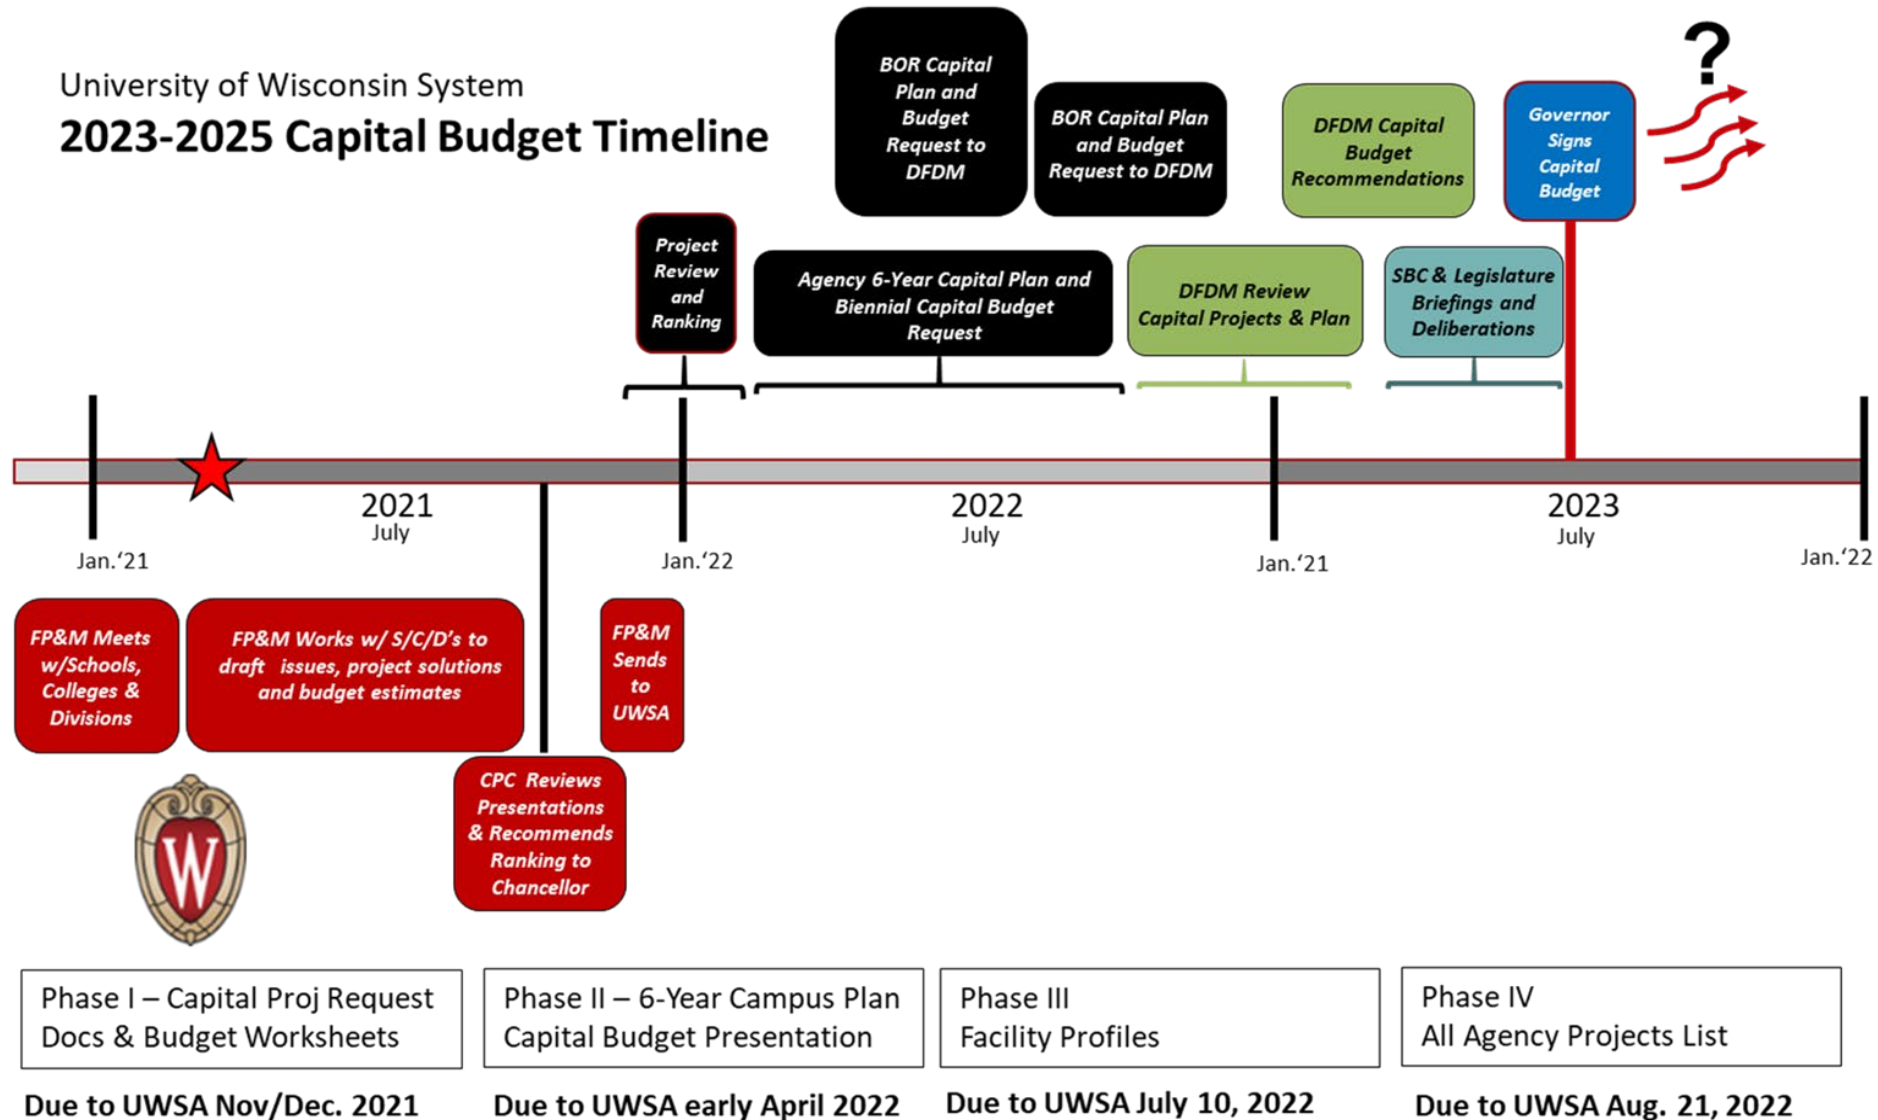 University of Wisconsin System
2023-2025 Capital Budget Timeline
BOR Capital
Plan and
Budget
Request to
DFDM
BOR Capital Plan
and Budget
Request to DFDM
DFDM Capital
Budget
Recommendations
Governor
Signs
Capital
Budget
?
Project
Review
and
Ranking
Agency 6-Year Capital Plan and
Biennial Capital Budget
Request
DFDM Review
Capital Projects & Plan
SBC & Legislature
Briefings and
Deliberations
2021
July
2022
July
2023
July
Jan.‘21
Jan.‘22
Jan.‘21
Jan.‘22
FP&M Meets
w/Schools,
Colleges &
Divisions
FP&M Works w/ S/C/D’s to
draft issues, project solutions
and budget estimates
FP&M
Sends
to
UWSA
CPC Reviews
Presentations
& Recommends
Ranking to
Chancellor
W
Phase I – Capital Proj Request
Docs & Budget Worksheets
Due to UWSA Nov/Dec. 2021
Phase II – 6-Year Campus Plan
Capital Budget Presentation
Due to UWSA early April 2022
Phase III
Facility Profiles
Due to UWSA July 10, 2022
Phase IV
All Agency Projects List
Due to UWSA Aug. 21, 2022